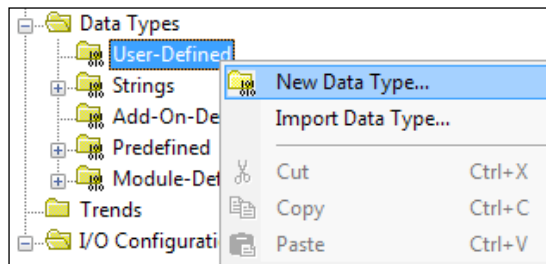 Data Types
User-Defined
Strings
New Data Type...
Add-On-De
Import Data Type...
Predefined
Module-Def
Cut Ctrl+X
Trends
Copy Ctrl+C
I/O Configurati
Paste Ctrl+V